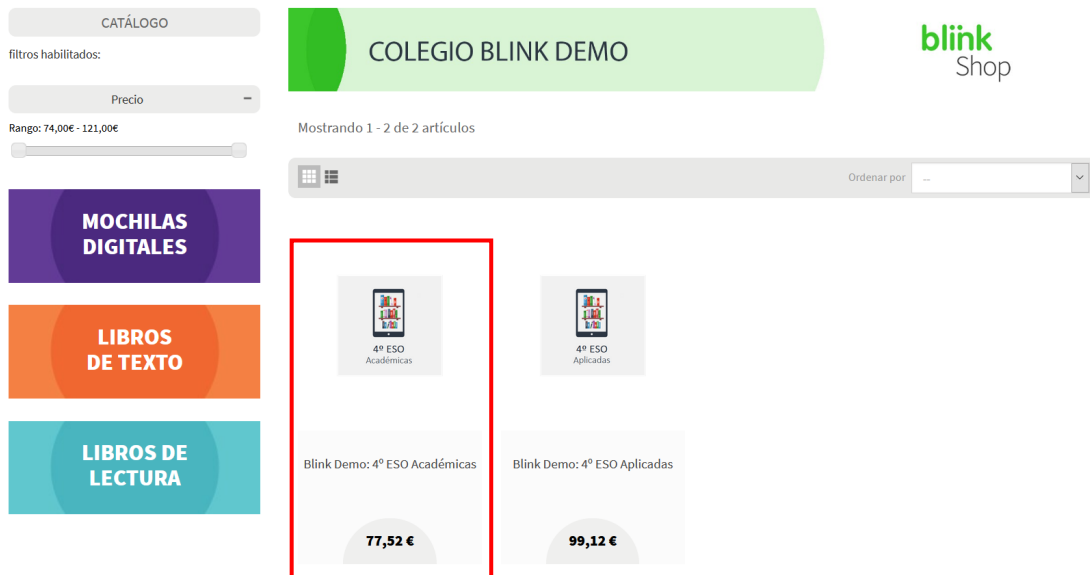 CATÁLOGO
filtros habilitados:
Precio
Rango: 74,00€ - 121,00€
MOCHILAS
DIGITALES
LIBROS
DE TEXTO
LIBROS DE
LECTURA
COLEGIO BLINK DEMO
blink
Shop
Mostrando 1 - 2 de 2 artículos
Ordenar por ...
4º ESO
Académicas
4º ESO
Aplicadas
Blink Demo: 4º ESO Académicas
Blink Demo: 4º ESO Aplicadas
77,52 €
99,12 €